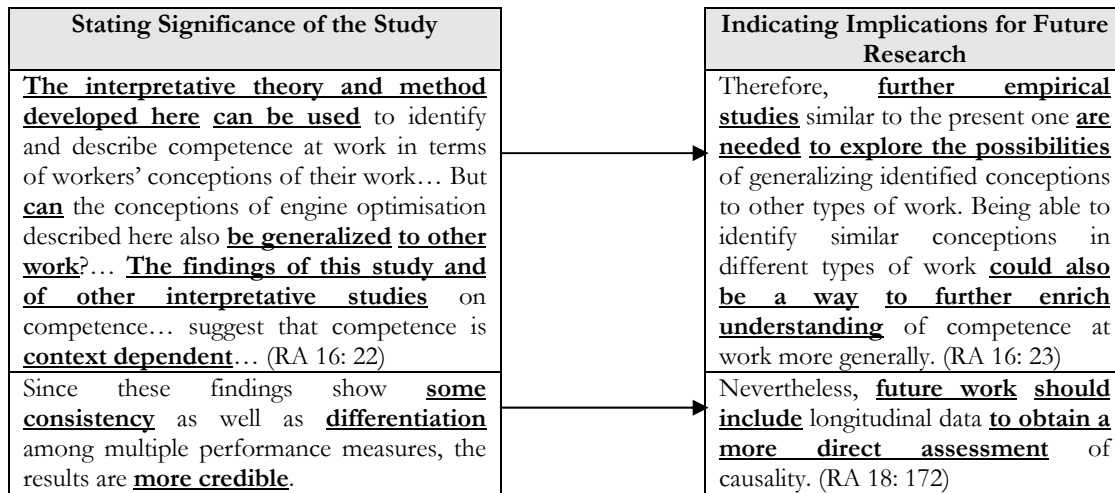 Stating Significance of the Study
The interpretative theory and method
developed here can be used to identify
and describe competence at work in terms
of workers’ conceptions of their work… But
can the conceptions of engine optimisation
described here also be generalized to other
work?… The findings of this study and
of other interpretative studies on
competence… suggest that competence is
context dependent… (RA 16: 22)
Since these findings show some
consistency as well as differentiation
among multiple performance measures, the
results are more credible.
Indicating Implications for Future
Research
Therefore, further empirical
studies similar to the present one are
needed to explore the possibilities
of generalizing identified conceptions
to other types of work. Being able to
identify similar conceptions in
different types of work could also
be a way to further enrich
understanding of competence at
work more generally. (RA 16: 23)
Nevertheless, future work should
include longitudinal data to obtain a
more direct assessment of
causality. (RA 18: 172)